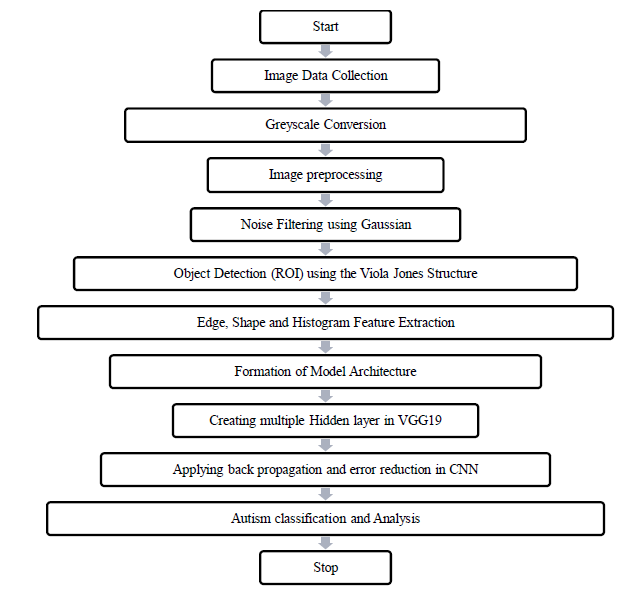 Start
Image Data Collection
Greyscale Conversion
Image preprocessing
Noise Filtering using Gaussian
Object Detection (ROI) using the Viola Jones Structure
Edge, Shape and Histogram Feature Extraction
Formation of Model Architecture
Creating multiple Hidden layer in VGG19
Applying back propagation and error reduction in CNN
Autism classification and Analysis
Stop